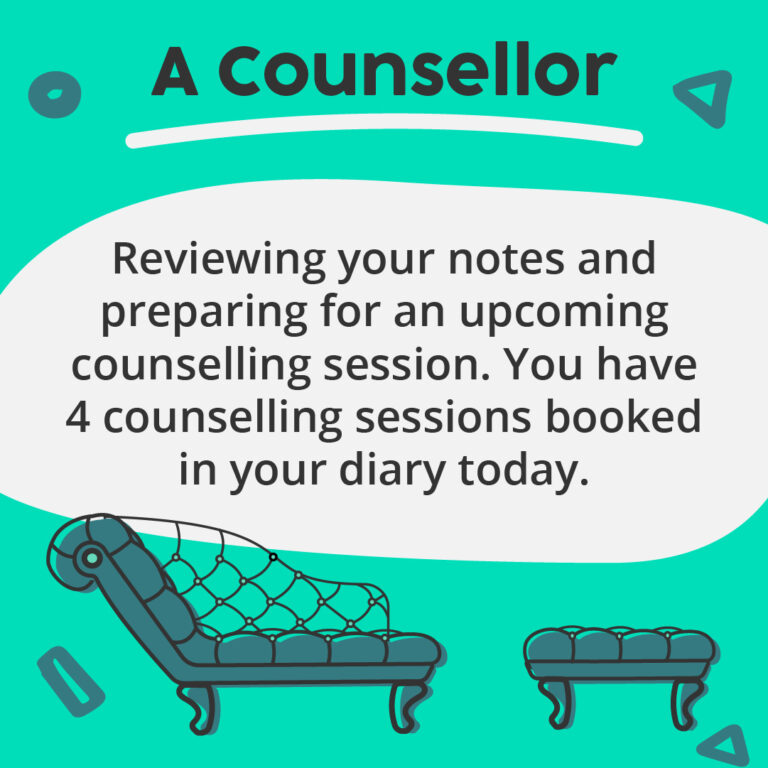 A Counsellor
Reviewing your notes and
preparing for an upcoming
counselling session. You have
4 counselling sessions booked
in your diary today.